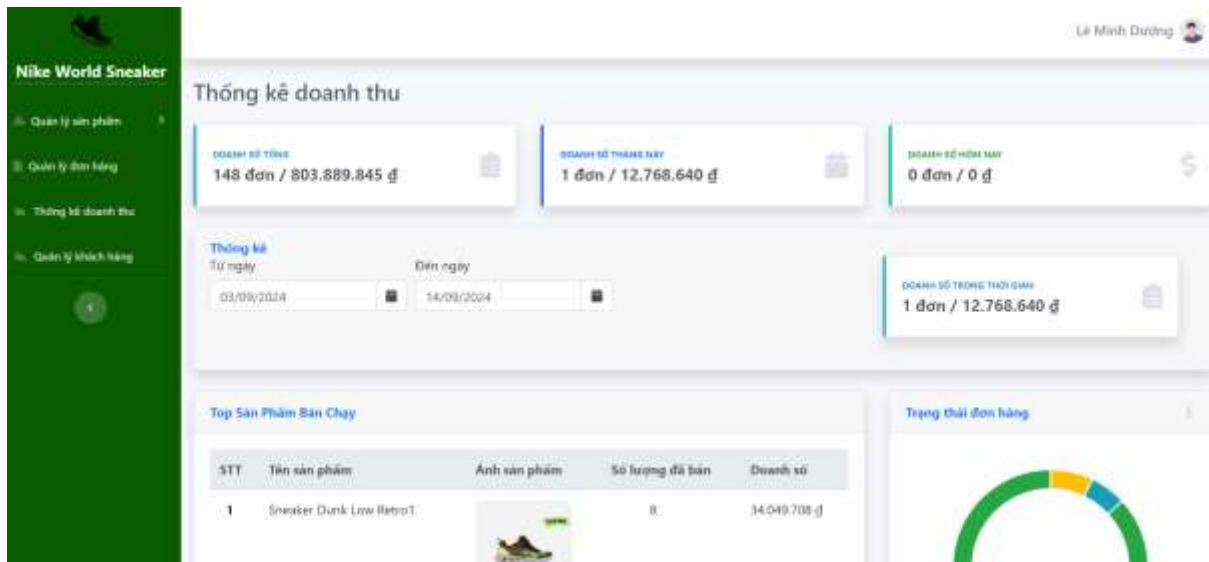 Lê Minh Dương
Nike World Sneaker
Thống kê doanh thu
Quản lý sản phẩm
Quản lý đơn hàng
Thống kê doanh thu
Quản lý khách hàng
DOANH SỐ TỔNG
148 đơn / 803.889.845 ₫
DOANH SỐ THÁNG NÀY
1 đơn / 12.768.640 ₫
DOANH SỐ HÔM NAY
0 đơn / 0 ₫
Thống kê
Từ ngày
Đến ngày
03/09/2024
14/09/2024
DOANH SỐ TRONG THỜI GIAN
1 đơn / 12.768.640 ₫
Top Sản Phẩm Bán Chạy
STT Tên sản phẩm Ảnh sản phẩm Số lượng đã bán Doanh số
1 Sneaker Dunk Low Retro1 8 34.049.708 ₫
Trạng thái đơn hàng